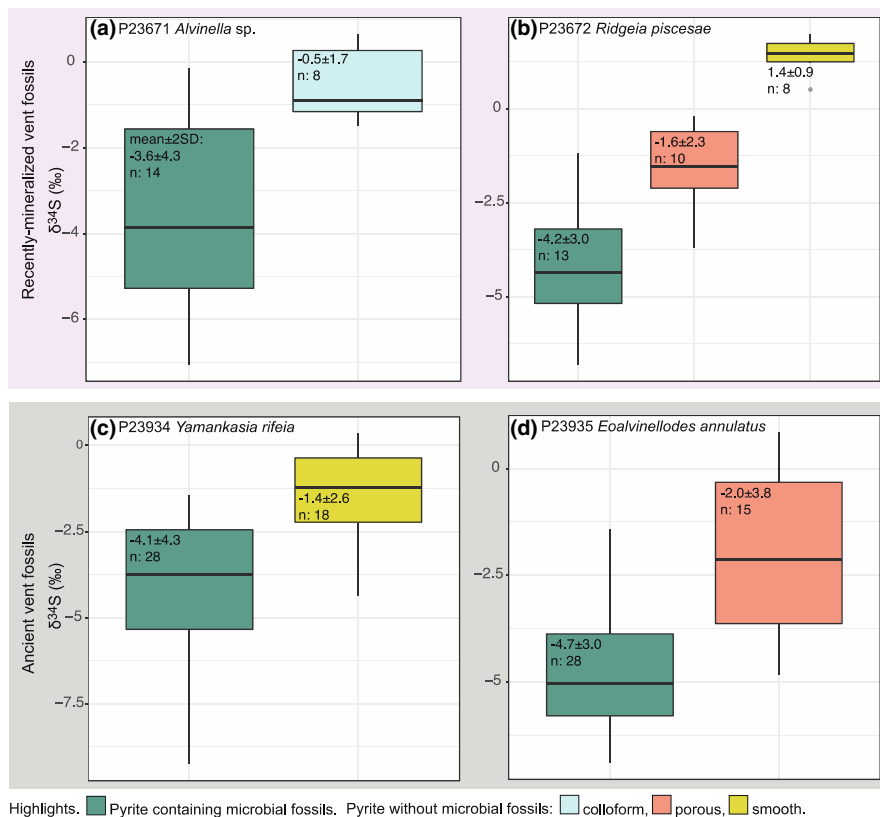 (a) P23671 Alvinella sp.
(b) P23672 Ridgeia piscesae
Recently-mineralized vent fossils
δ³⁴S (‰)
0
−2
−4
−6
mean±2SD:
-3.6±4.3
n: 14
-0.5±1.7
n: 8
0
−2.5
−5
-4.2±3.0
n: 13
-1.6±2.3
n: 10
1.4±0.9
n: 8
(c) P23934 Yamankasia rifeia
(d) P23935 Eoalvinellodes annulatus
Ancient vent fossils
δ³⁴S (‰)
0
−2.5
−5
−7.5
-4.1±4.3
n: 28
-1.4±2.6
n: 18
0
−2.5
−5
-4.7±3.0
n: 28
-2.0±3.8
n: 15
Highlights. Pyrite containing microbial fossils. Pyrite without microbial fossils: colloform, porous, smooth.